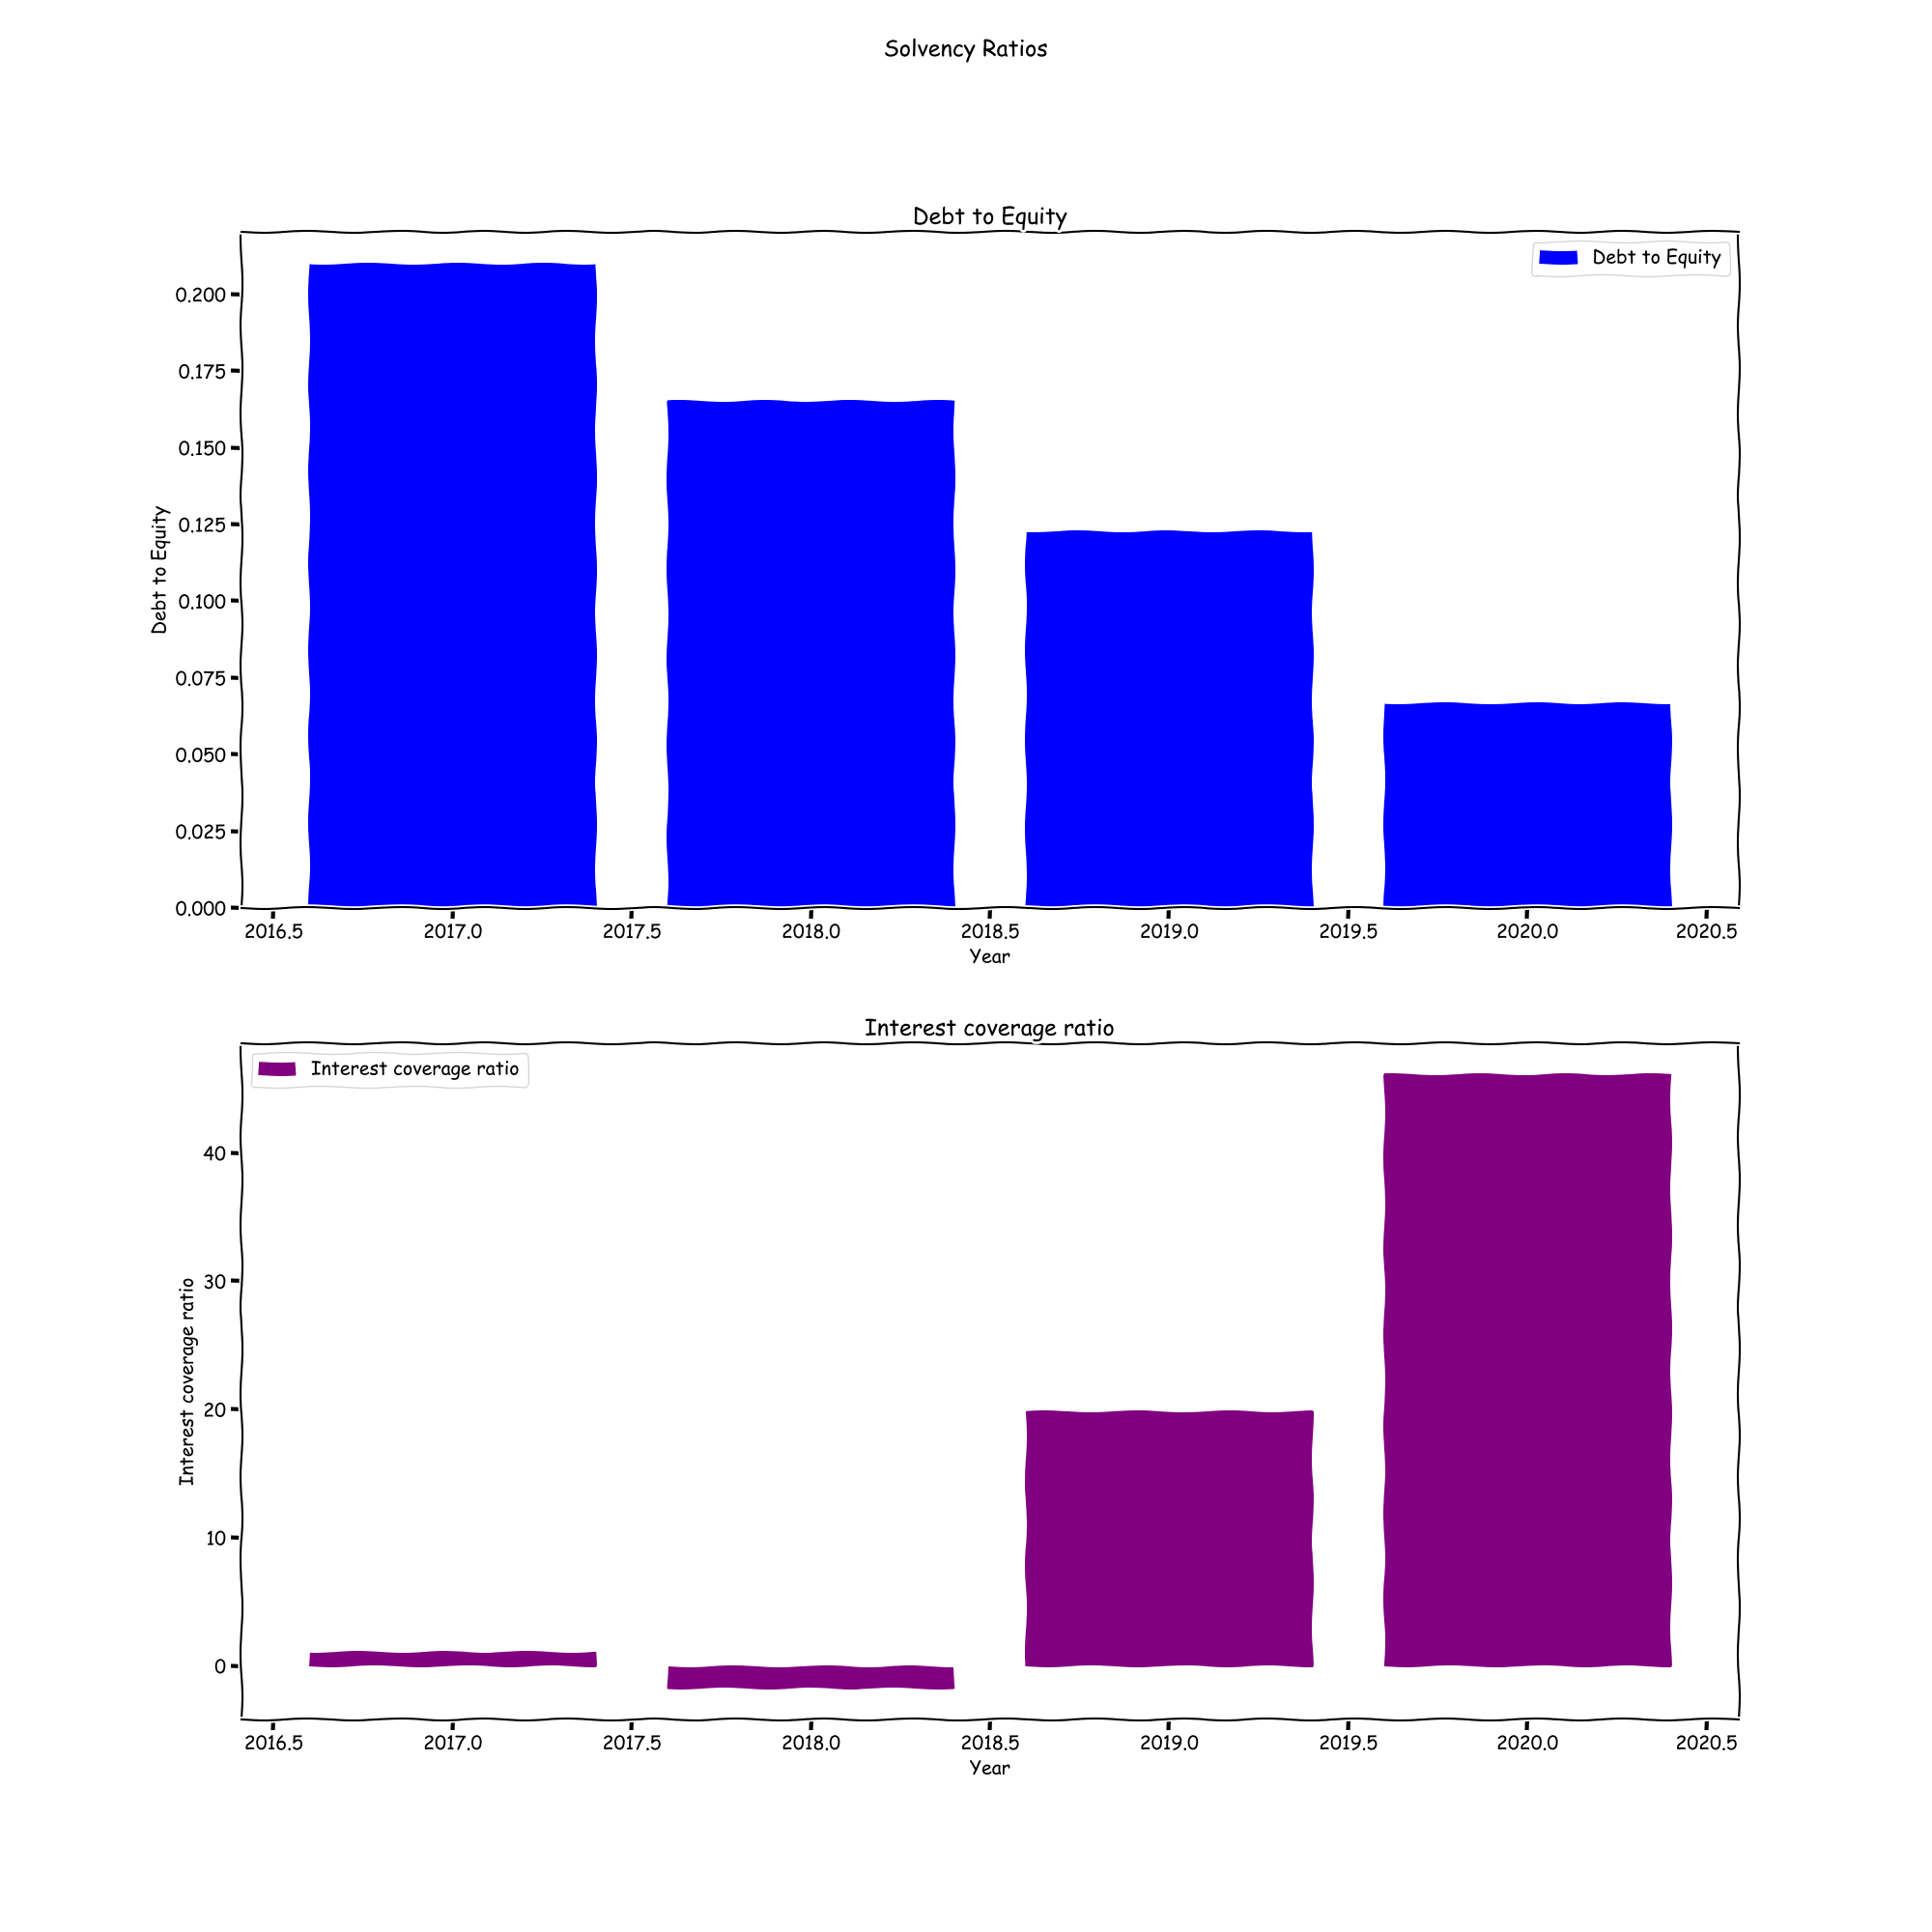 Solvency Ratios
Debt to Equity
Debt to Equity
0.200
0.175
0.150
0.125
0.100
0.075
0.050
0.025
0.000
Debt to Equity
2016.5 2017.0 2017.5 2018.0 2018.5 2019.0 2019.5 2020.0 2020.5
Year
Interest coverage ratio
Interest coverage ratio
40
30
20
10
0
Interest coverage ratio
2016.5 2017.0 2017.5 2018.0 2018.5 2019.0 2019.5 2020.0 2020.5
Year